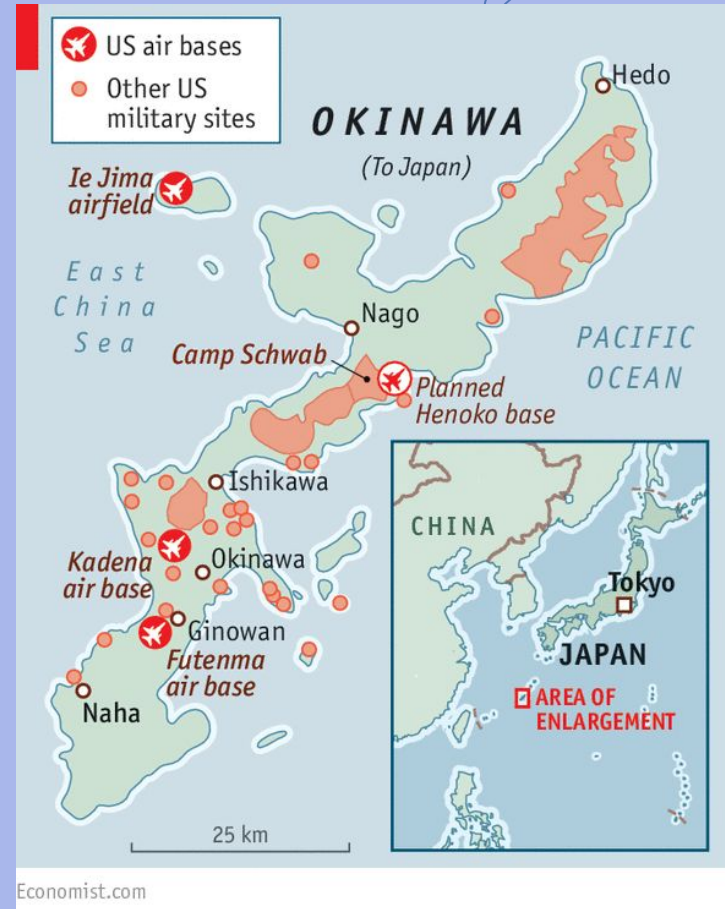 US air bases
Other US
military sites
OKINAWA
(To Japan)
Hedo
Ie Jima
airfield
East
China
Sea
Nago
PACIFIC
OCEAN
Camp Schwab
Planned
Henoko base
Ishikawa
Kadena
air base
Okinawa
Ginowan
Futenma
air base
Naha
25 km
CHINA
Tokyo
JAPAN
AREA OF
ENLARGEMENT
Economist.com